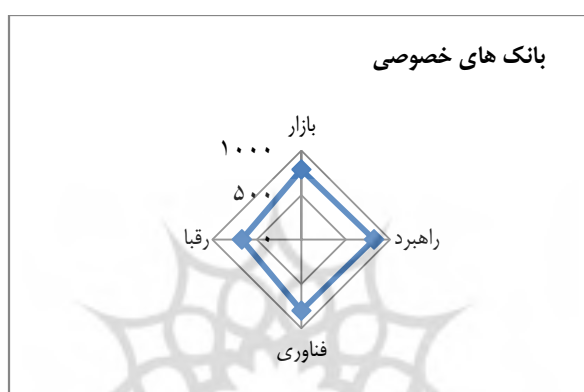 بانک های خصوصی
بازار
۱۰۰۰
۵۰۰
۰
رقبا
راهبرد
فناوری